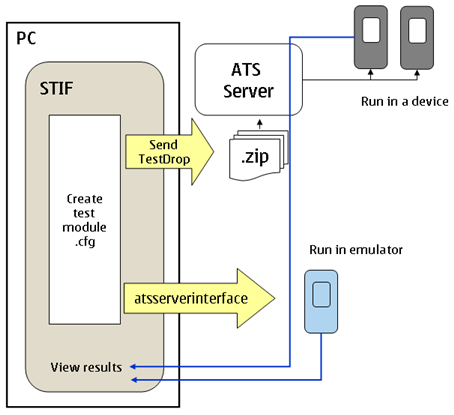 PC
STIF
Create
test
module
.cfg
View results
Send
TestDrop
atsserverinterface
ATS
Server
.zip
Run in a device
Run in emulator